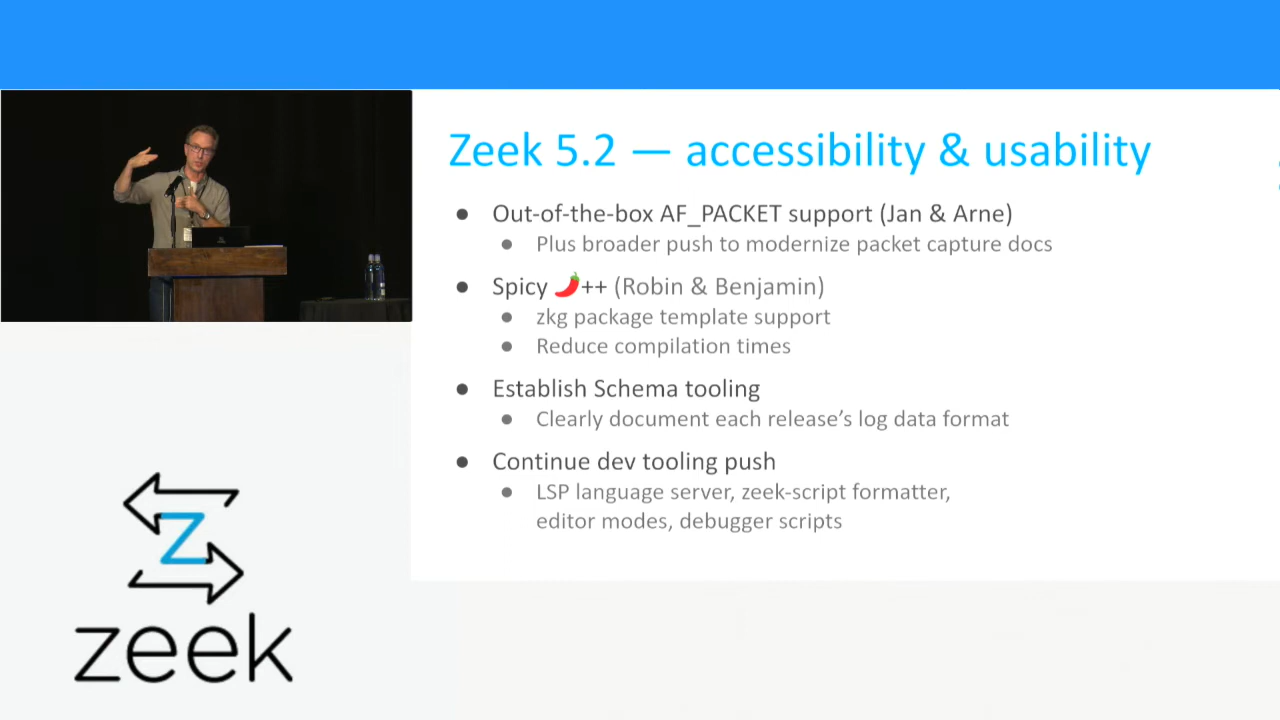 Zeek 5.2 — accessibility & usability
● Out-of-the-box AF_PACKET support (Jan & Arne)
● Plus broader push to modernize packet capture docs
● Spicy 🌶️++ (Robin & Benjamin)
● zkg package template support
● Reduce compilation times
● Establish Schema tooling
● Clearly document each release’s log data format
● Continue dev tooling push
● LSP language server, zeek-script formatter,
editor modes, debugger scripts
Z
zeek